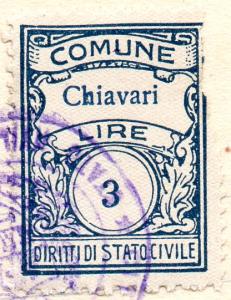 COMUNE
Chiavari
LIRE
3
DIRITTI DI STATO CIVILE